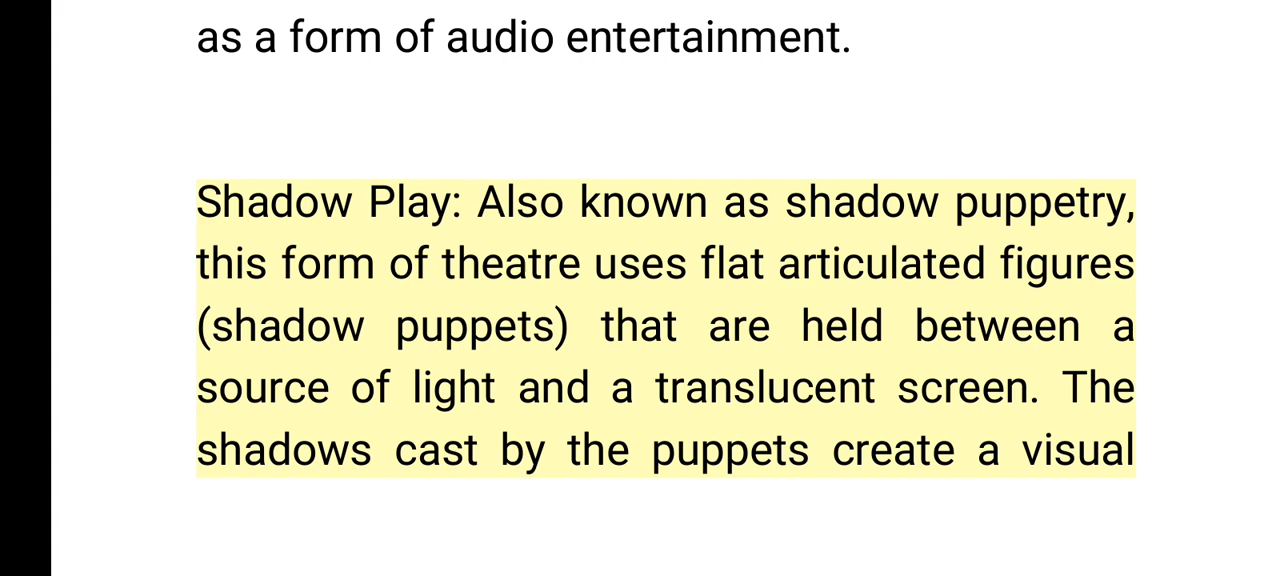 as a form of audio entertainment.
Shadow Play: Also known as shadow puppetry,
this form of theatre uses flat articulated figures
(shadow puppets) that are held between a
source of light and a translucent screen. The
shadows cast by the puppets create a visual